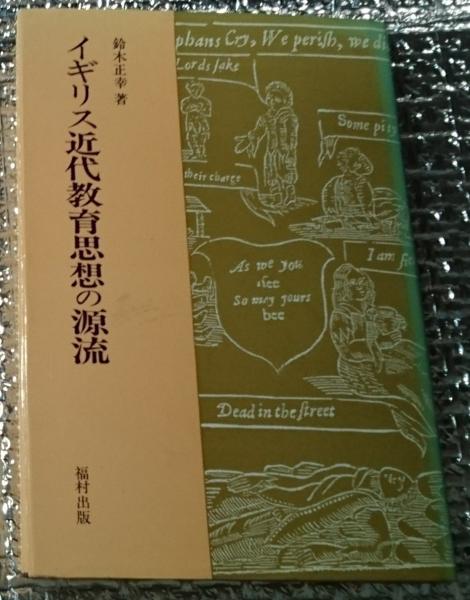 鈴木正幸 著
イギリス近代教育思想の源流
福村出版
phans Cry, We perish, we di
Lords sake
Some pity
their charge
I am
As we you
see
So may yours
bee
Dead in the street